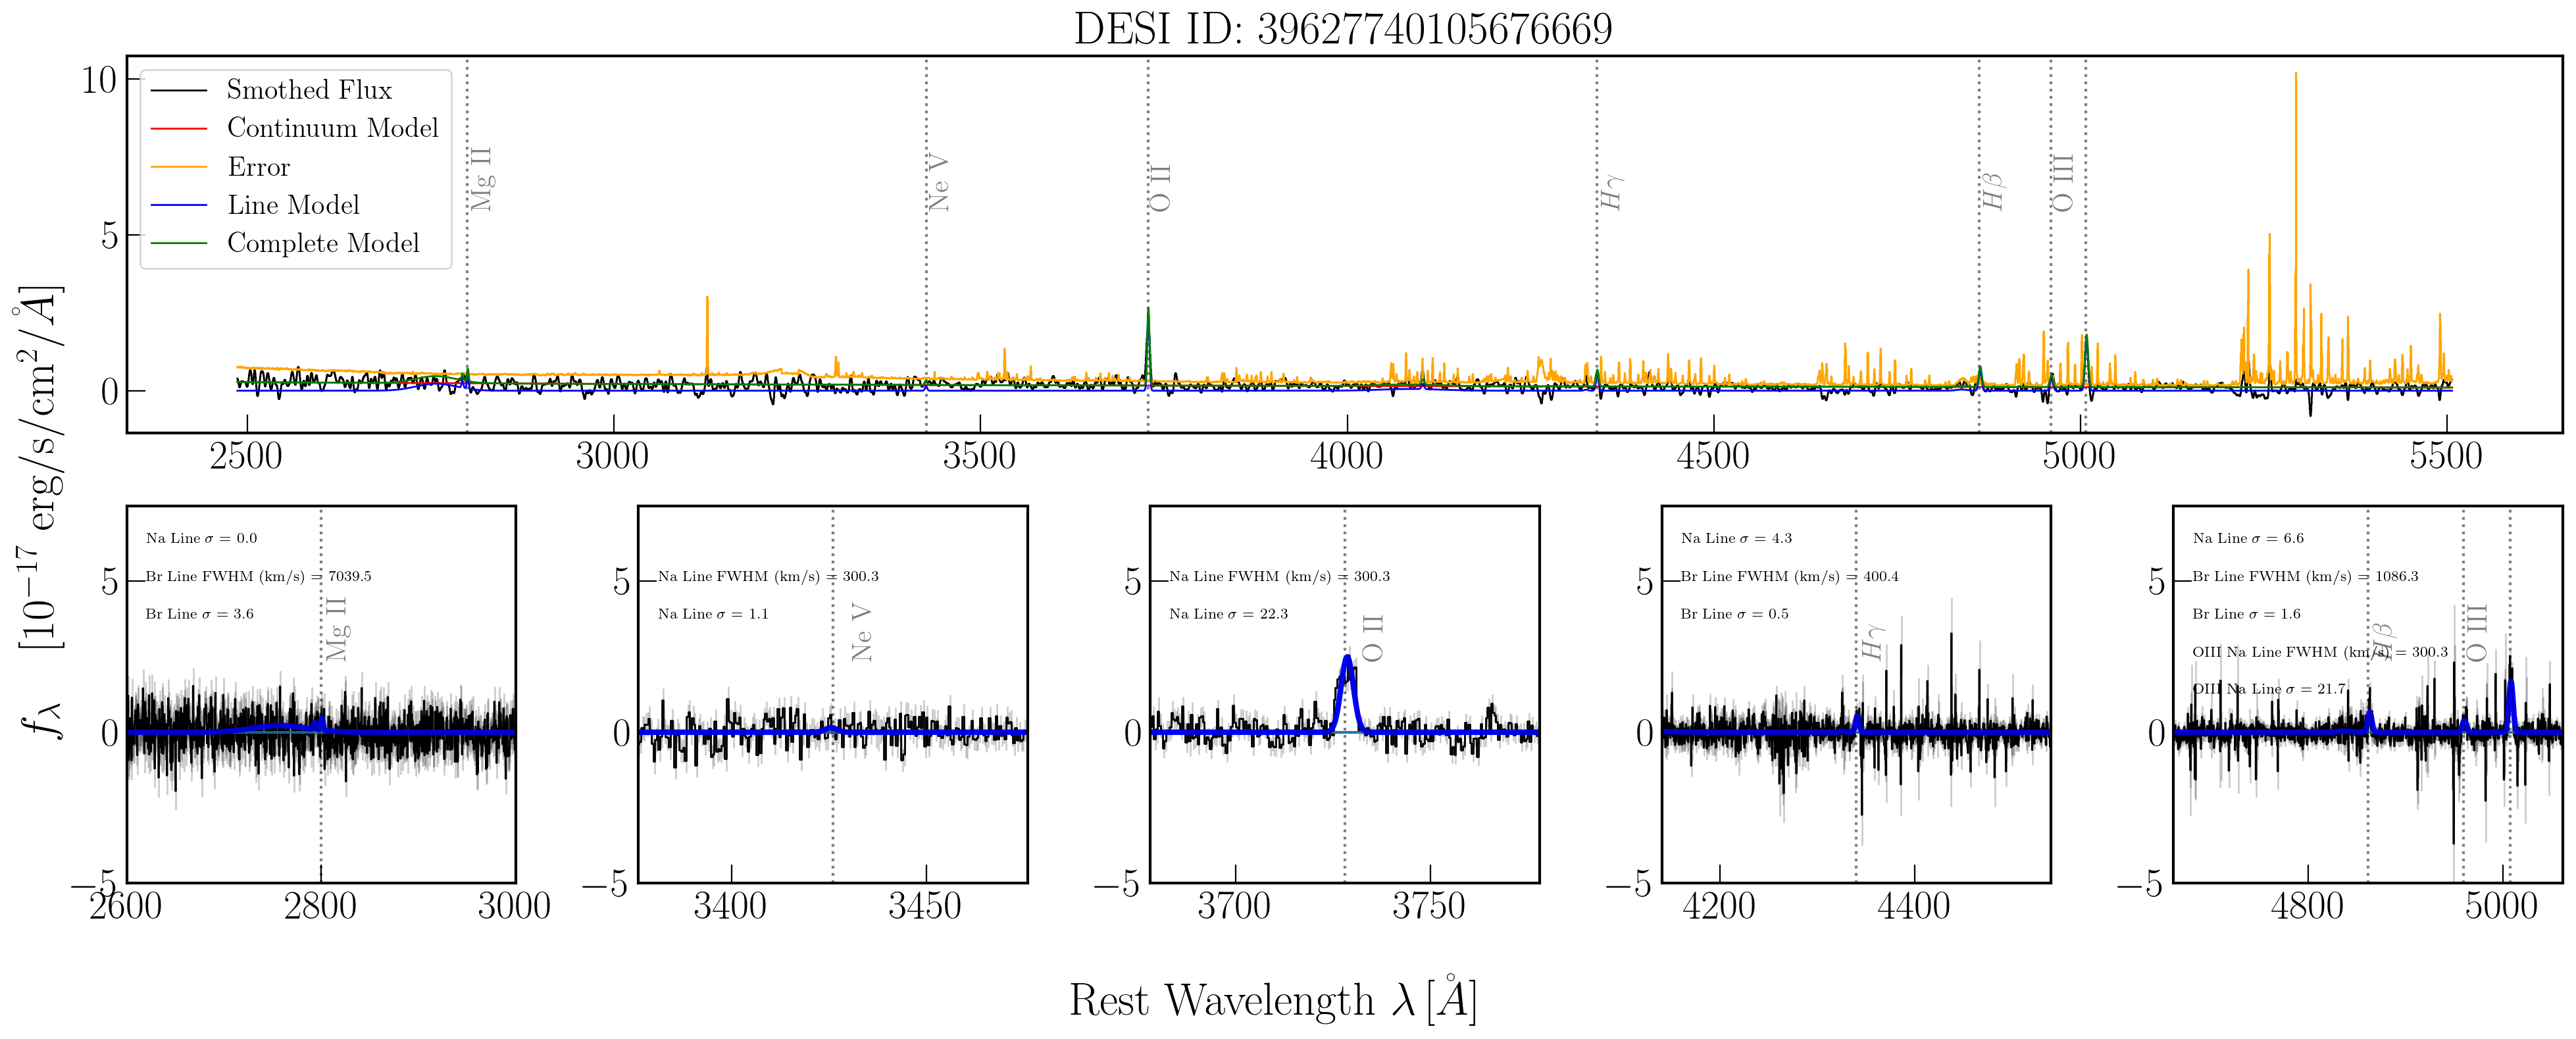 DESI ID: 39627740105676669
10
5
0
Smothed Flux
Continuum Model
Error
Line Model
Complete Model
Mg II
Ne V
O II
Hγ
Hβ
O III
2500 3000 3500 4000 4500 5000 5500
f_λ [10^{-17} erg/s/cm^2/Å]
Na Line σ = 0.0
Br Line FWHM (km/s) = 7039.5
Br Line σ = 3.6
Mg II
5
0
−5
2600 2800 3000
Na Line FWHM (km/s) = 300.3
Na Line σ = 1.1
Ne V
5
0
−5
3400 3450
Na Line FWHM (km/s) = 300.3
Na Line σ = 22.3
O II
5
0
−5
3700 3750
Na Line σ = 4.3
Br Line FWHM (km/s) = 400.4
Br Line σ = 0.5
Hγ
5
0
−5
4200 4400
Na Line σ = 6.6
Br Line FWHM (km/s) = 1086.3
Br Line σ = 1.6
OIII Na Line FWHM (km/s) = 300.3
OIII Na Line σ = 21.7
Hβ
O III
5
0
−5
4800 5000
Rest Wavelength λ [Å]